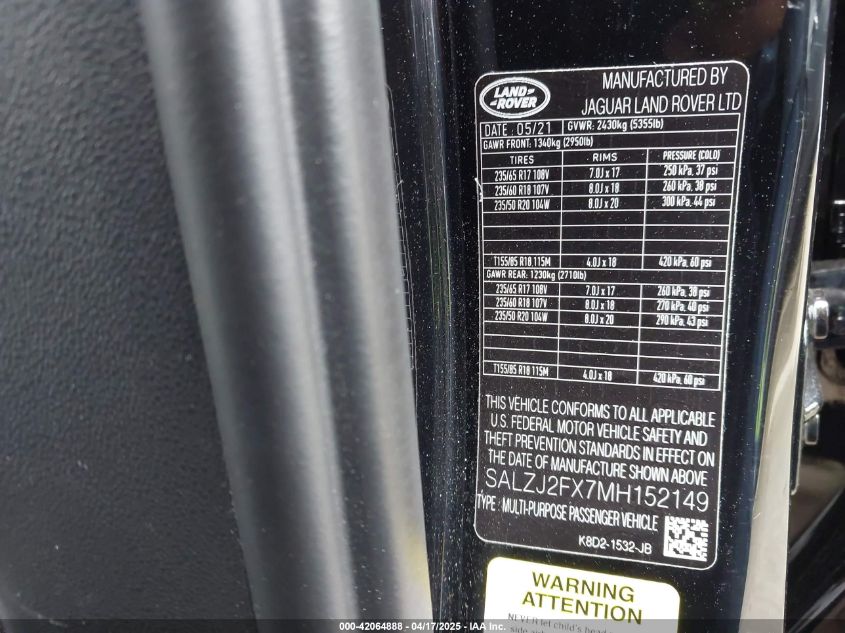 LAND-
ROVER
MANUFACTURED BY
JAGUAR LAND ROVER LTD
DATE : 05/21 GVWR: 2430kg (5355lb)
GAWR FRONT: 1340kg (2950lb)
TIRES RIMS PRESSURE (COLD)
235/65 R17 108V 7.0J x 17 250 kPa, 37 psi
235/60 R18 107V 8.0J x 18 260 kPa, 38 psi
235/50 R20 104W 8.0J x 20 300 kPa, 44 psi
T155/85 R18 115M 4.0J x 18 420 kPa, 60 psi
GAWR REAR: 1230kg (2710lb)
235/65 R17 108V 7.0J x 17 260 kPa, 38 psi
235/60 R18 107V 8.0J x 18 270 kPa, 40 psi
235/50 R20 104W 8.0J x 20 290 kPa, 43 psi
T155/85 R18 115M 4.0J x 18 420 kPa, 60 psi
THIS VEHICLE CONFORMS TO ALL APPLICABLE
U.S. FEDERAL MOTOR VEHICLE SAFETY AND
THEFT PREVENTION STANDARDS IN EFFECT ON
THE DATE OF MANUFACTURE SHOWN ABOVE
SALZJ2FX7MH152149
TYPE : MULTI-PURPOSE PASSENGER VEHICLE
K8D2-1532-JB
WARNING
ATTENTION
NEVER let child's head
000-42064888 - 04/17/2025 - IAA, Inc.